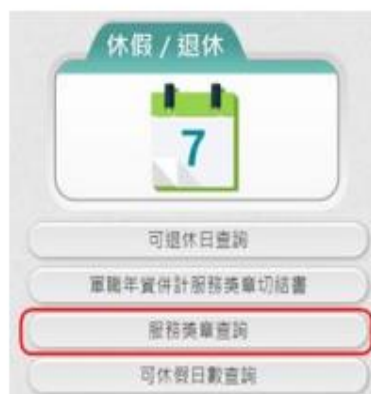 休假 / 退休
7
可退休日查詢
軍職年資併計服務獎章切結書
服務獎章查詢
可休假日數查詢